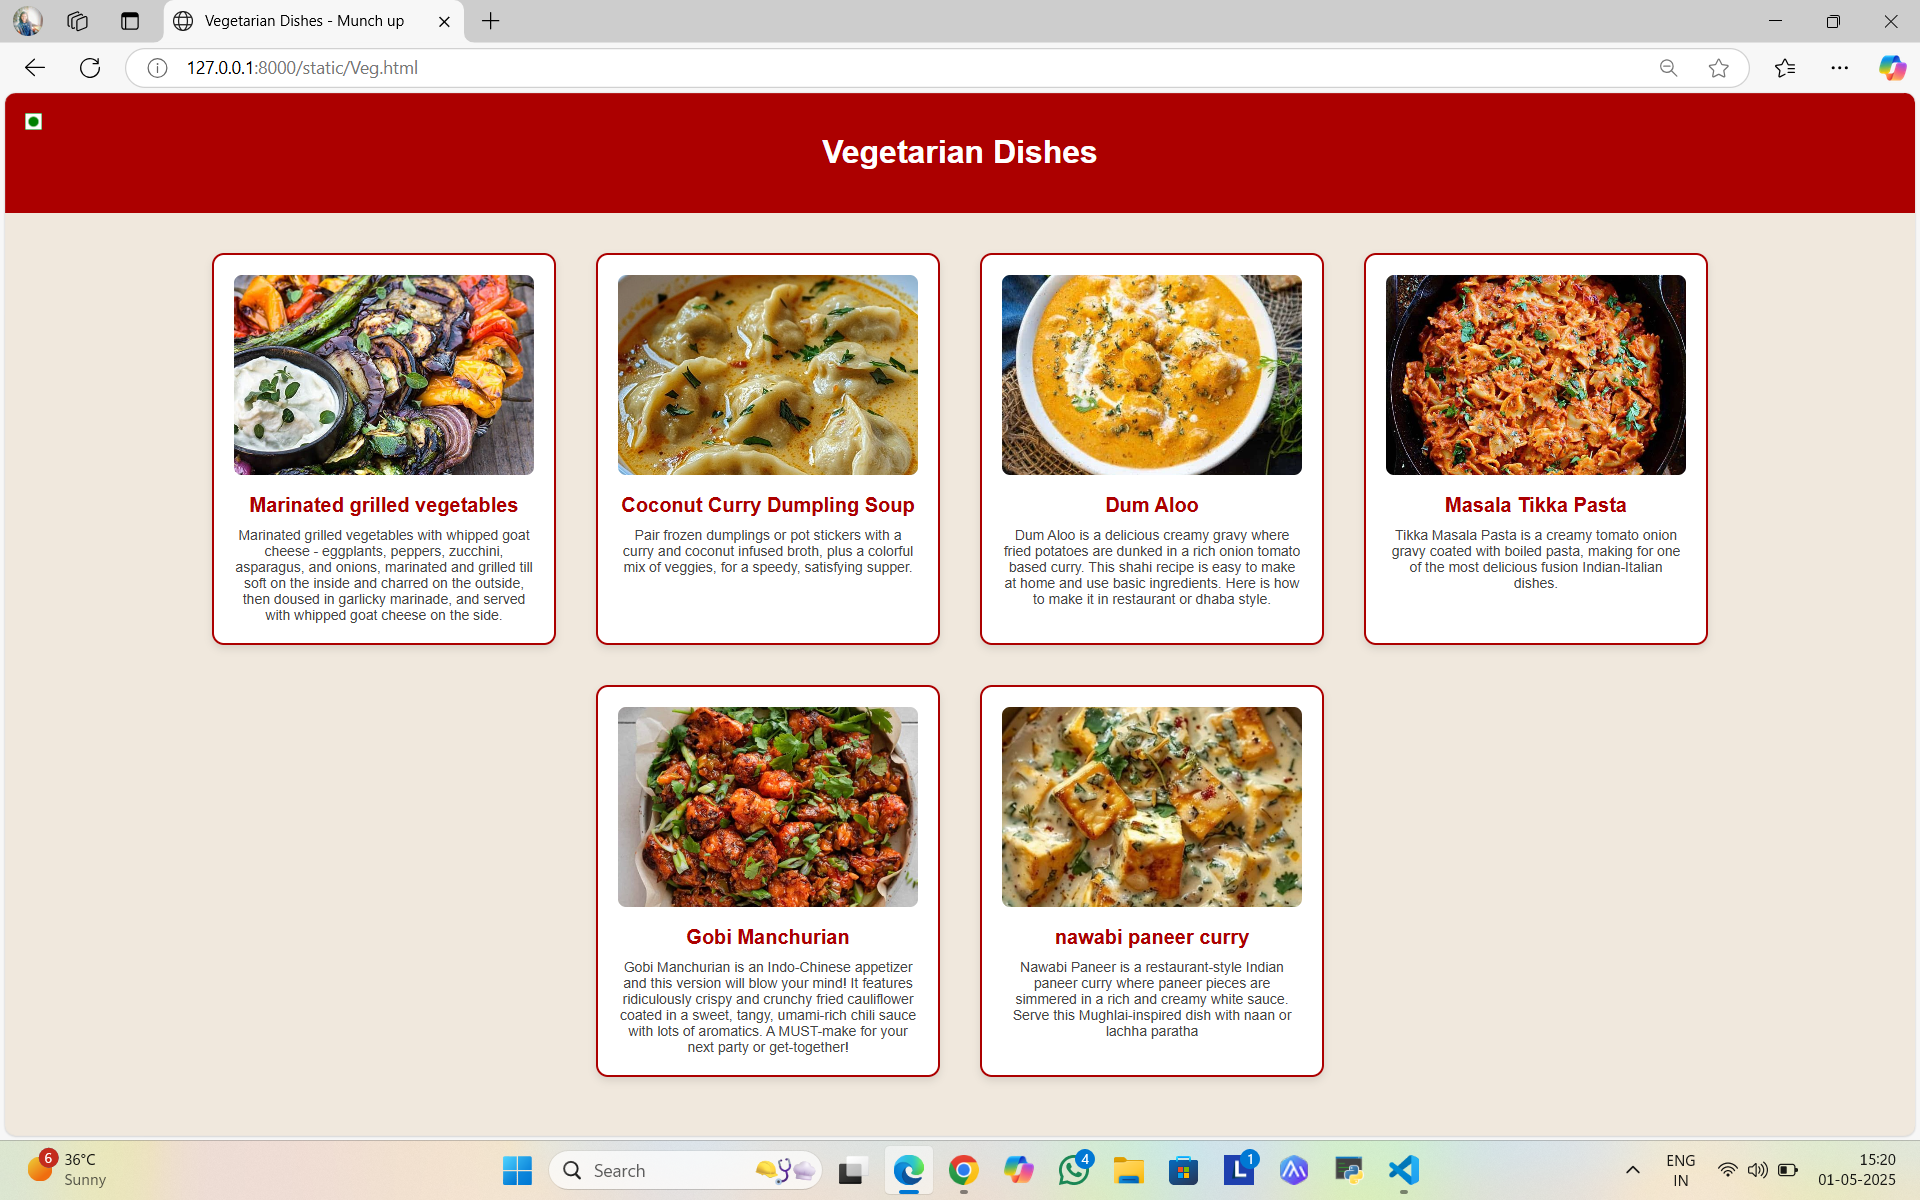 Vegetarian Dishes - Munch up
127.0.0.1:8000/static/Veg.html
Vegetarian Dishes
Marinated grilled vegetables
Marinated grilled vegetables with whipped goat
cheese - eggplants, peppers, zucchini,
asparagus, and onions, marinated and grilled till
soft on the inside and charred on the outside,
then doused in garlicky marinade, and served
with whipped goat cheese on the side.
Coconut Curry Dumpling Soup
Pair frozen dumplings or pot stickers with a
curry and coconut infused broth, plus a colorful
mix of veggies, for a speedy, satisfying supper.
Dum Aloo
Dum Aloo is a delicious creamy gravy where
fried potatoes are dunked in a rich onion tomato
based curry. This shahi recipe is easy to make
at home and use basic ingredients. Here is how
to make it in restaurant or dhaba style.
Masala Tikka Pasta
Tikka Masala Pasta is a creamy tomato onion
gravy coated with boiled pasta, making for one
of the most delicious fusion Indian-Italian
dishes.
Gobi Manchurian
Gobi Manchurian is an Indo-Chinese appetizer
and this version will blow your mind! It features
ridiculously crispy and crunchy fried cauliflower
coated in a sweet, tangy, umami-rich chili sauce
with lots of aromatics. A MUST-make for your
next party or get-together!
nawabi paneer curry
Nawabi Paneer is a restaurant-style Indian
paneer curry where paneer pieces are
simmered in a rich and creamy white sauce.
Serve this Mughlai-inspired dish with naan or
lachha paratha
6
36°C
Sunny
Search
4
1
ENG
IN
15:20
01-05-2025